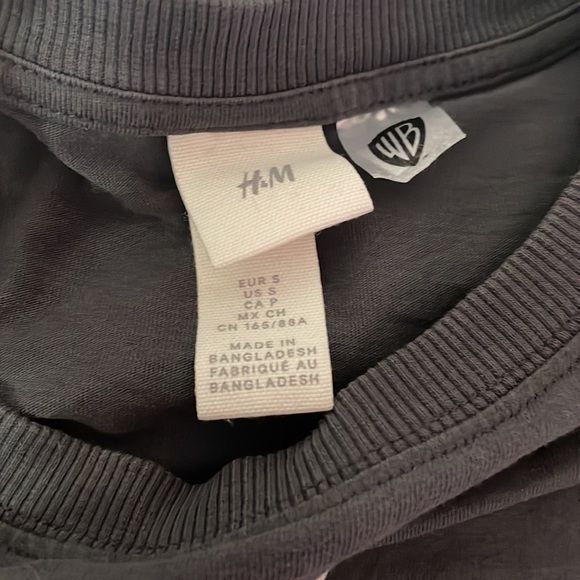 H&M
WB
EUR S
US S
CA P
MX CH
CN 165/88A
MADE IN
BANGLADESH
FABRIQUÉ AU
BANGLADESH